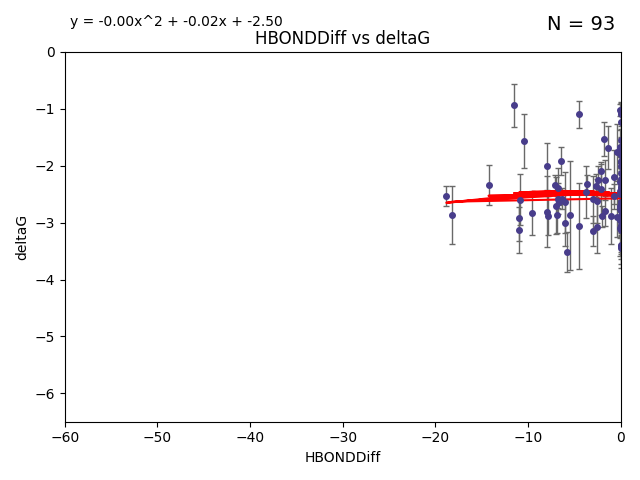 y = -0.00x^2 + -0.02x + -2.50
N = 93
HBONDDiff vs deltaG
0
−1
−2
−3
−4
−5
−6
deltaG
−60
−50
−40
−30
−20
−10
0
HBONDDiff